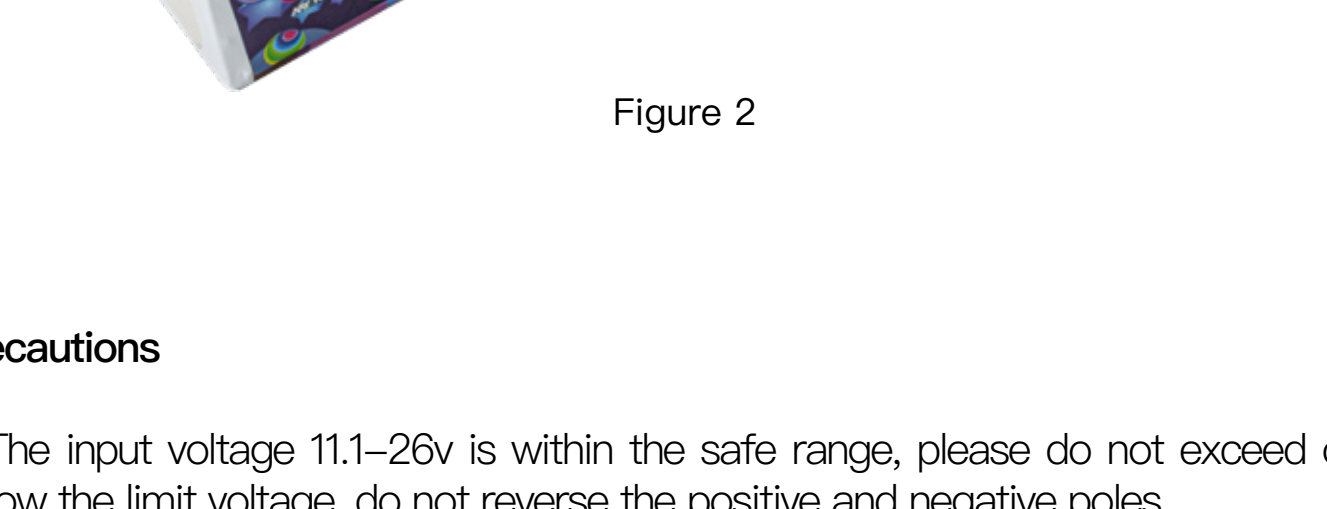 Figure 2
ecautions
The input voltage 11.1–26v is within the safe range, please do not exceed
ow the limit voltage, do not reverse the positive and negative poles